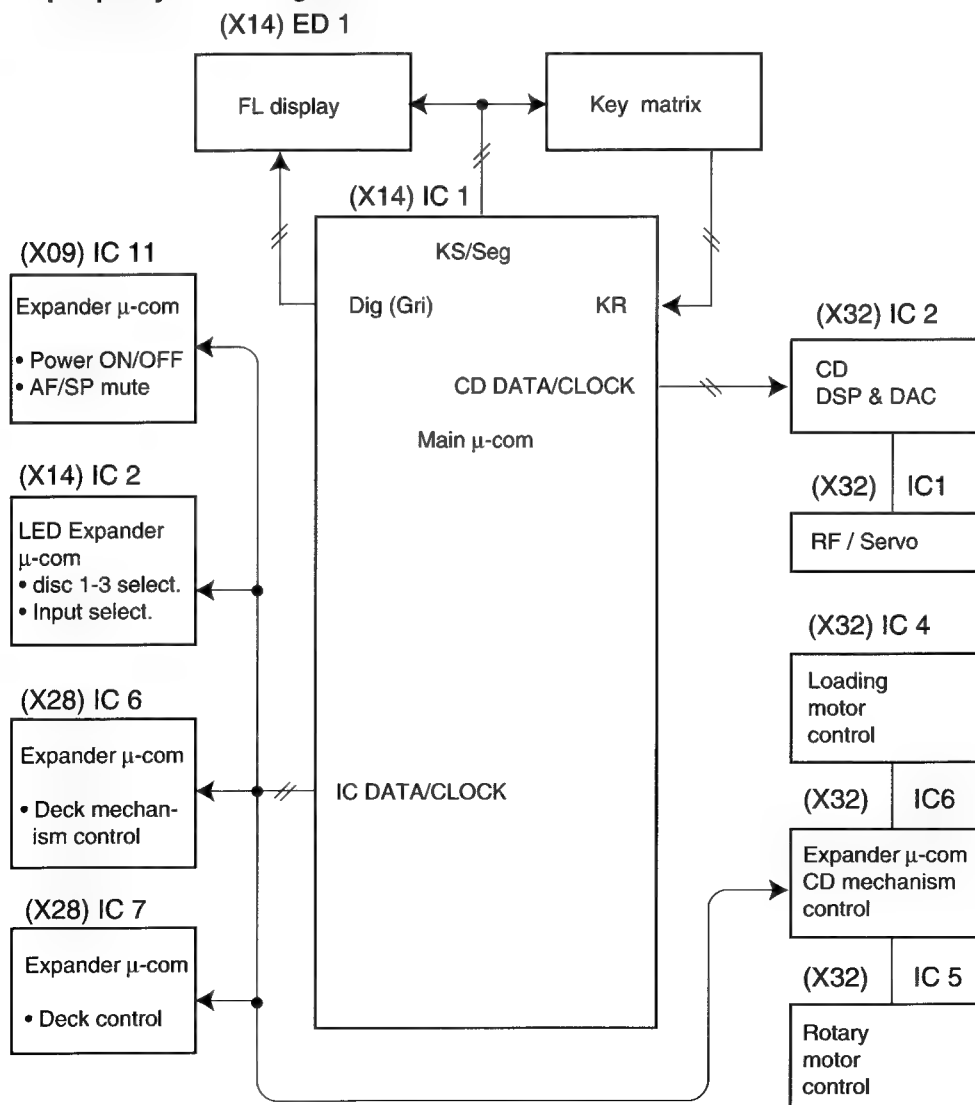 (X14) ED 1
FL display
Key matrix
(X14) IC 1
KS/Seg
Dig (Gri)
KR
CD DATA/CLOCK
Main μ-com
IC DATA/CLOCK
(X09) IC 11
Expander μ-com
• Power ON/OFF
• AF/SP mute
(X14) IC 2
LED Expander
μ-com
• disc 1-3 select.
• Input select.
(X28) IC 6
Expander μ-com
• Deck mechan-
ism control
(X28) IC 7
Expander μ-com
• Deck control
(X32) IC 2
CD
DSP & DAC
(X32) IC1
RF / Servo
(X32) IC 4
Loading
motor
control
(X32) IC6
Expander μ-com
CD mechanism
control
(X32) IC 5
Rotary
motor
control